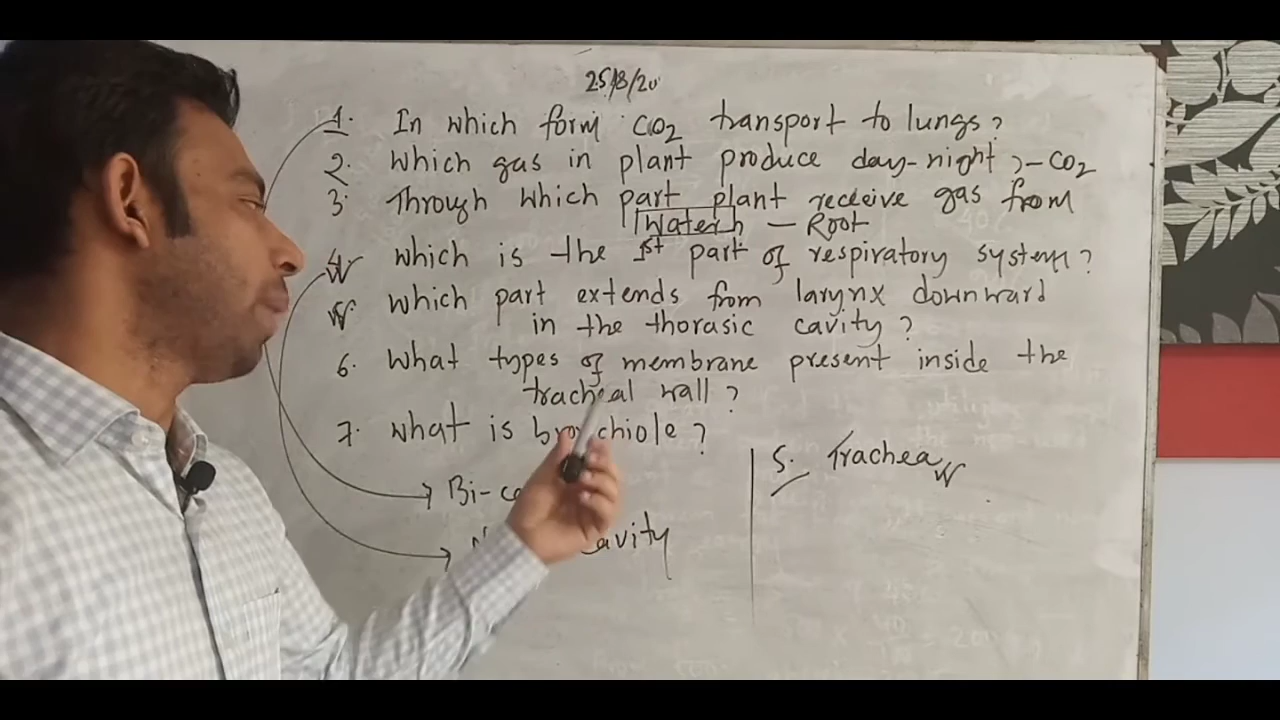 25/8/20
1. In which form CO2 transport to lungs?
2. Which gas in plant produce day-night ?- CO2
3. Through which part plant receive gas from
Water? — Root
4. Which is the 1st part of respiratory system?
5. Which part extends from larynx downward
in the thorasic cavity?
6. What types of membrane present inside the
tracheal wall?
7. What is bronchiole?
Bi-ca
cavity
5. Trachea